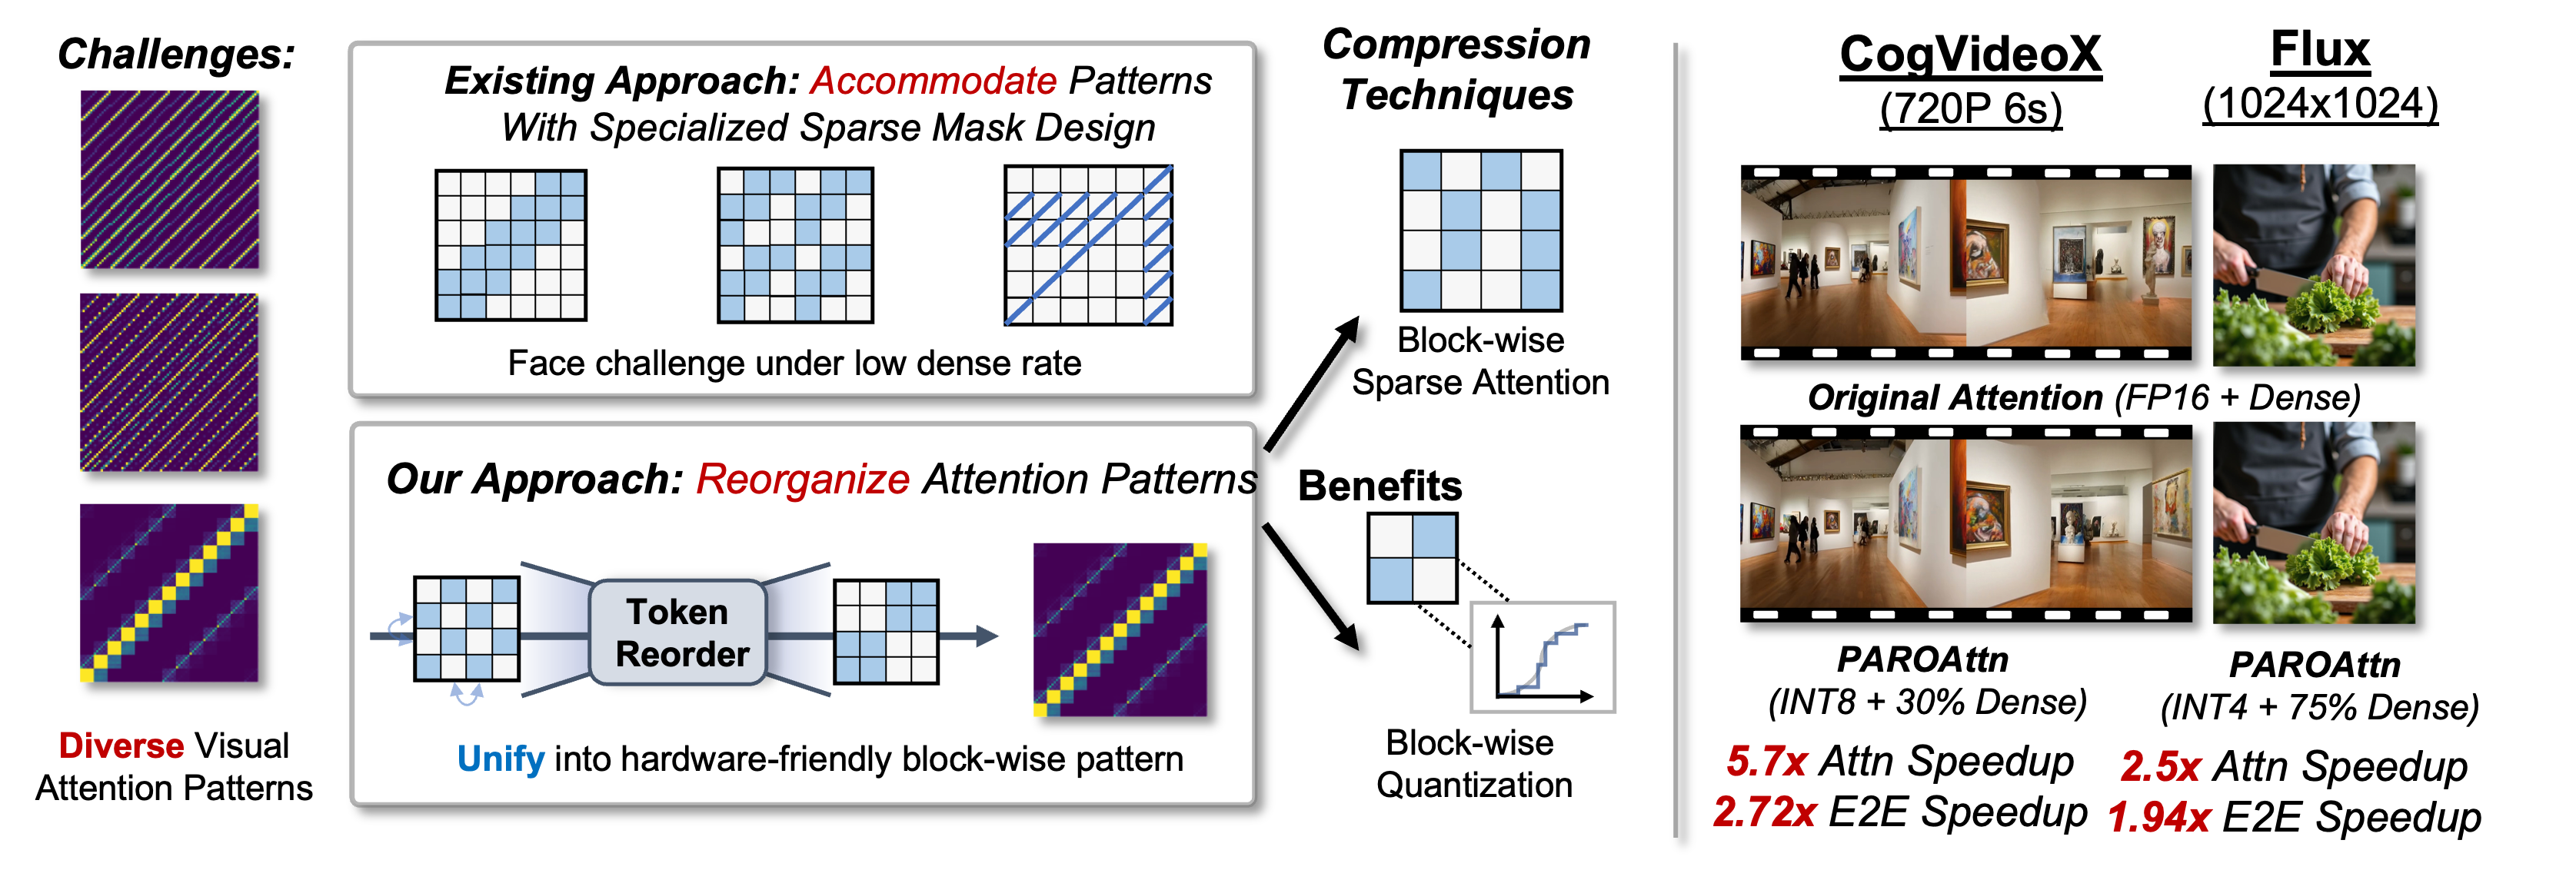 Challenges:
Diverse Visual
Attention Patterns
Existing Approach: Accommodate Patterns
With Specialized Sparse Mask Design
Face challenge under low dense rate
Our Approach: Reorganize Attention Patterns
Token
Reorder
Unify into hardware-friendly block-wise pattern
Compression
Techniques
Block-wise
Sparse Attention
Benefits
Block-wise
Quantization
CogVideoX
(720P 6s)
Flux
(1024x1024)
Original Attention (FP16 + Dense)
PAROAttn
(INT8 + 30% Dense)
5.7x Attn Speedup
2.72x E2E Speedup
PAROAttn
(INT4 + 75% Dense)
2.5x Attn Speedup
1.94x E2E Speedup